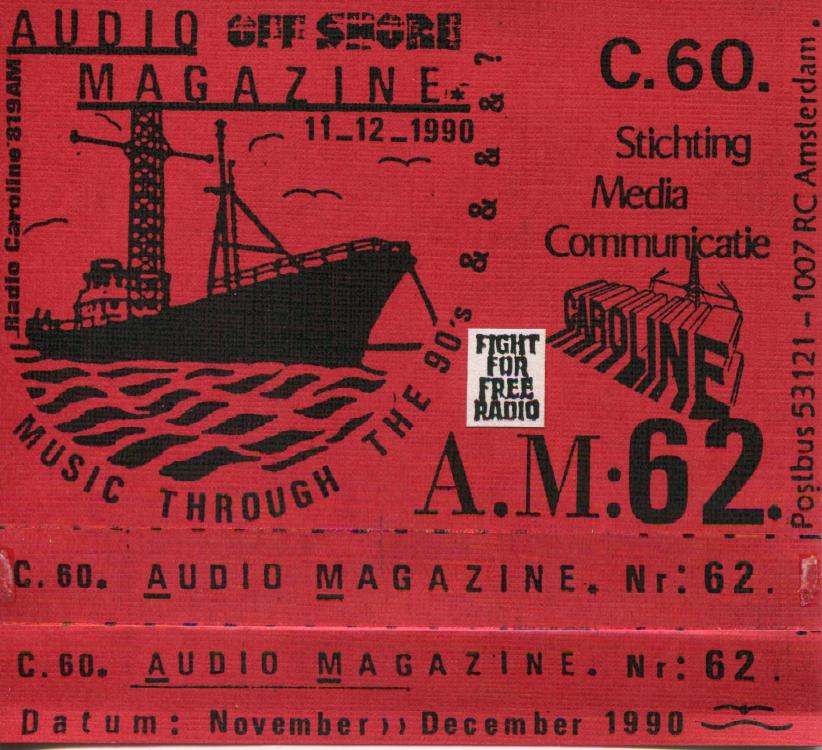 AUDIO OFF SHORE
MAGAZINE*
11_12_1990
Radio Caroline 819AM
& & & & & ?
MUSIC THROUGH THE 90's
C.60.
Stichting
Media
Communicatie
CAROLINE
FIGHT
FOR
FREE
RADIO
A.M:62.
Postbus 53121 – 1007 RC Amsterdam.
C.60. AUDIO MAGAZINE. Nr: 62.
C.60. AUDIO MAGAZINE. Nr: 62.
Datum: November›› December 1990